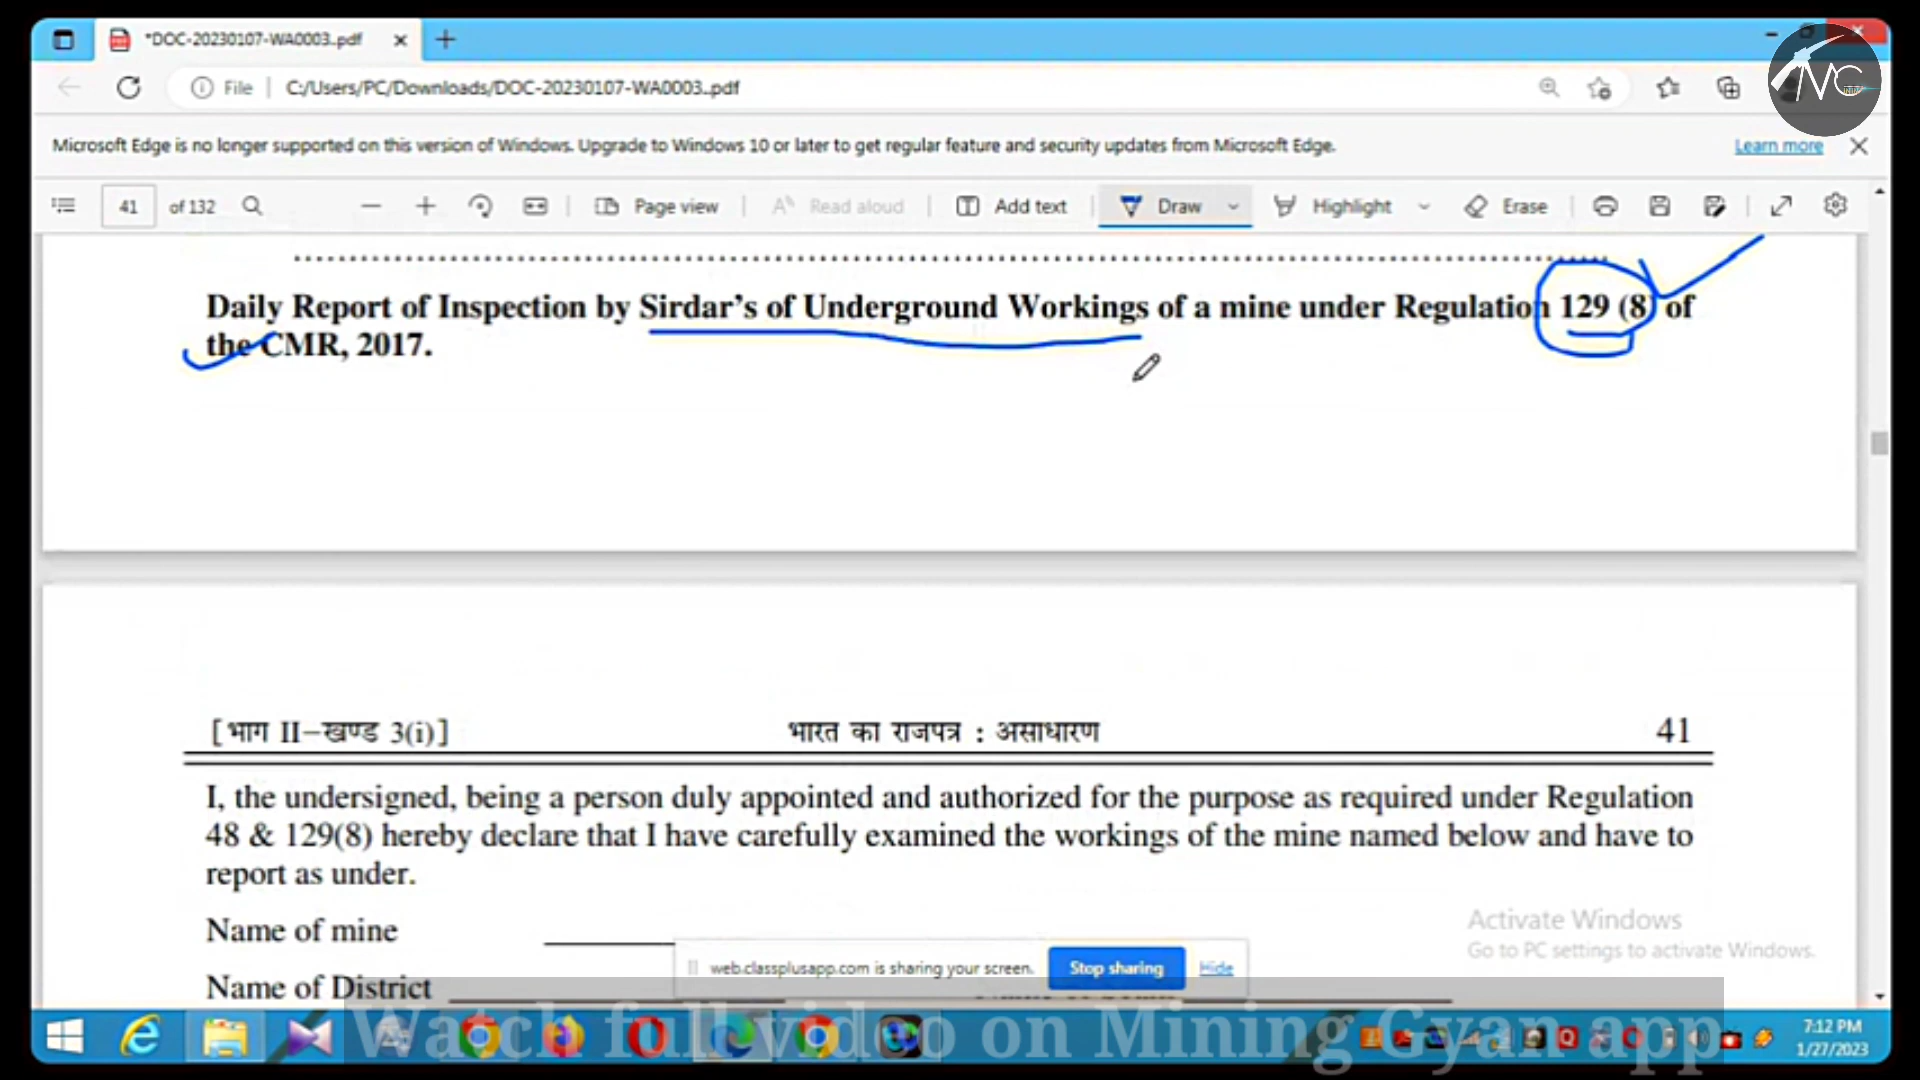 *DOC-20230107-WA0003..pdf
File
C:/Users/PC/Downloads/DOC-20230107-WA0003..pdf
MC
Microsoft Edge is no longer supported on this version of Windows. Upgrade to Windows 10 or later to get regular feature and security updates from Microsoft Edge.
Learn more
41 of 132
Page view
Read aloud
Add text
Draw
Highlight
Erase
Daily Report of Inspection by Sirdar's of Underground Workings of a mine under Regulation 129 (8) of
the CMR, 2017.
[भाग II—खण्ड 3(i)] भारत का राजपत्र : असाधारण 41
I, the undersigned, being a person duly appointed and authorized for the purpose as required under Regulation
48 & 129(8) hereby declare that I have carefully examined the workings of the mine named below and have to
report as under.
Name of mine
Activate Windows
Go to PC settings to activate Windows.
web.classplusapp.com is sharing your screen.
Stop sharing
Hide
Name of District
Watch full video on Mining Gyan app
7:12 PM
1/27/2023